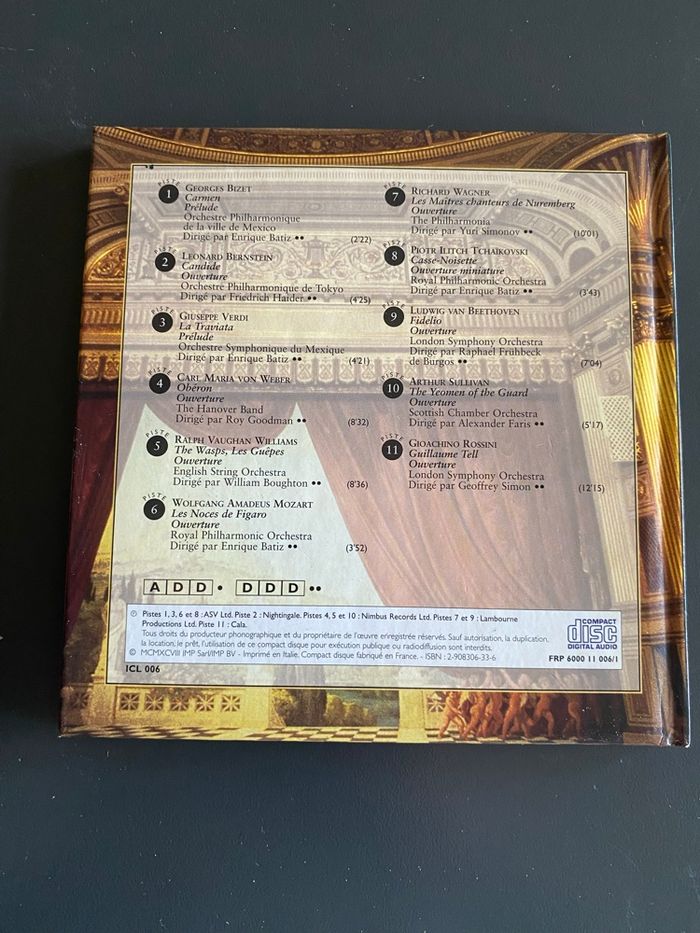 PISTE
1
GEORGES BIZET
Carmen
Prélude
Orchestre Philharmonique
de la ville de Mexico
Dirigé par Enrique Batiz •• (2'22)
PISTE
2
LEONARD BERNSTEIN
Candide
Ouverture
Orchestre Philharmonique de Tokyo
Dirigé par Friedrich Haider •• (4'25)
PISTE
3
GIUSEPPE VERDI
La Traviata
Prélude
Orchestre Symphonique du Mexique
Dirigé par Enrique Batiz •• (4'21)
PISTE
4
CARL MARIA VON WEBER
Obéron
Ouverture
The Hanover Band
Dirigé par Roy Goodman •• (8'32)
PISTE
5
RALPH VAUGHAN WILLIAMS
The Wasps, Les Guêpes
Ouverture
English String Orchestra
Dirigé par William Boughton •• (8'36)
PISTE
6
WOLFGANG AMADEUS MOZART
Les Noces de Figaro
Ouverture
Royal Philharmonic Orchestra
Dirigé par Enrique Batiz •• (3'52)
PISTE
7
RICHARD WAGNER
Les Maîtres chanteurs de Nuremberg
Ouverture
The Philharmonia
Dirigé par Yuri Simonov •• (10'01)
PISTE
8
PIOTR ILITCH TCHAIKOVSKI
Casse-Noisette
Ouverture miniature
Royal Philharmonic Orchestra
Dirigé par Enrique Batiz •• (3'43)
PISTE
9
LUDWIG VAN BEETHOVEN
Fidelio
Ouverture
London Symphony Orchestra
Dirigé par Raphael Frühbeck
de Burgos •• (7'04)
PISTE
10
ARTHUR SULLIVAN
The Yeomen of the Guard
Ouverture
Scottish Chamber Orchestra
Dirigé par Alexander Faris •• (5'17)
PISTE
11
GIOACHINO ROSSINI
Guillaume Tell
Ouverture
London Symphony Orchestra
Dirigé par Geoffrey Simon •• (12'15)
ADD • DDD ••
℗ Pistes 1, 3, 6 et 8 : ASV Ltd. Piste 2 : Nightingale. Pistes 4, 5 et 10 : Nimbus Records Ltd. Pistes 7 et 9 : Lambourne
Productions Ltd. Piste 11 : Cala.
Tous droits du producteur phonographique et du propriétaire de l'œuvre enregistrée réservés. Sauf autorisation, la duplication,
la location, le prêt, l'utilisation de ce compact disque pour exécution publique ou radiodiffusion sont interdits.
© MCMXCVIII IMP Sarl/IMP BV - Imprimé en Italie. Compact disque fabriqué en France. - ISBN : 2-908306-33-6
COMPACT
disc
DIGITAL AUDIO
FRP 6000 11 006/1
ICL 006